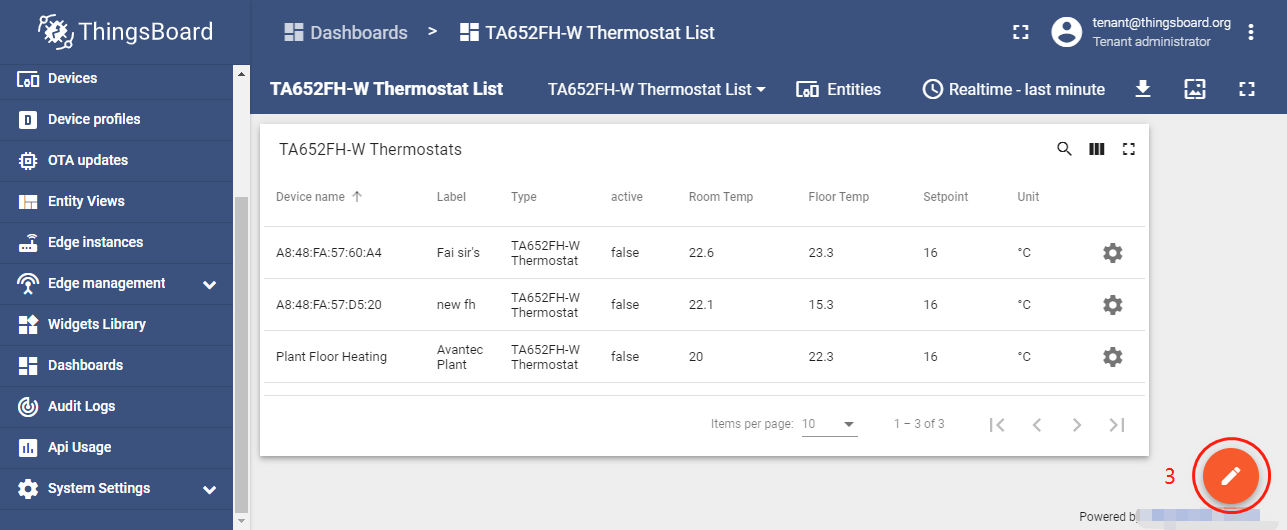 ThingsBoard
Dashboards > TA652FH-W Thermostat List
tenant@thingsboard.org
Tenant administrator
Devices
Device profiles
OTA updates
Entity Views
Edge instances
Edge management
Widgets Library
Dashboards
Audit Logs
Api Usage
System Settings
TA652FH-W Thermostat List
TA652FH-W Thermostat List
Entities
Realtime - last minute
TA652FH-W Thermostats
Device name Label Type active Room Temp Floor Temp Setpoint Unit
A8:48:FA:57:60:A4 Fai sir's TA652FH-W Thermostat false 22.6 23.3 16 °C
A8:48:FA:57:D5:20 new fh TA652FH-W Thermostat false 22.1 15.3 16 °C
Plant Floor Heating Avantec Plant TA652FH-W Thermostat false 20 22.3 16 °C
Items per page: 10 1 – 3 of 3
3
Powered b